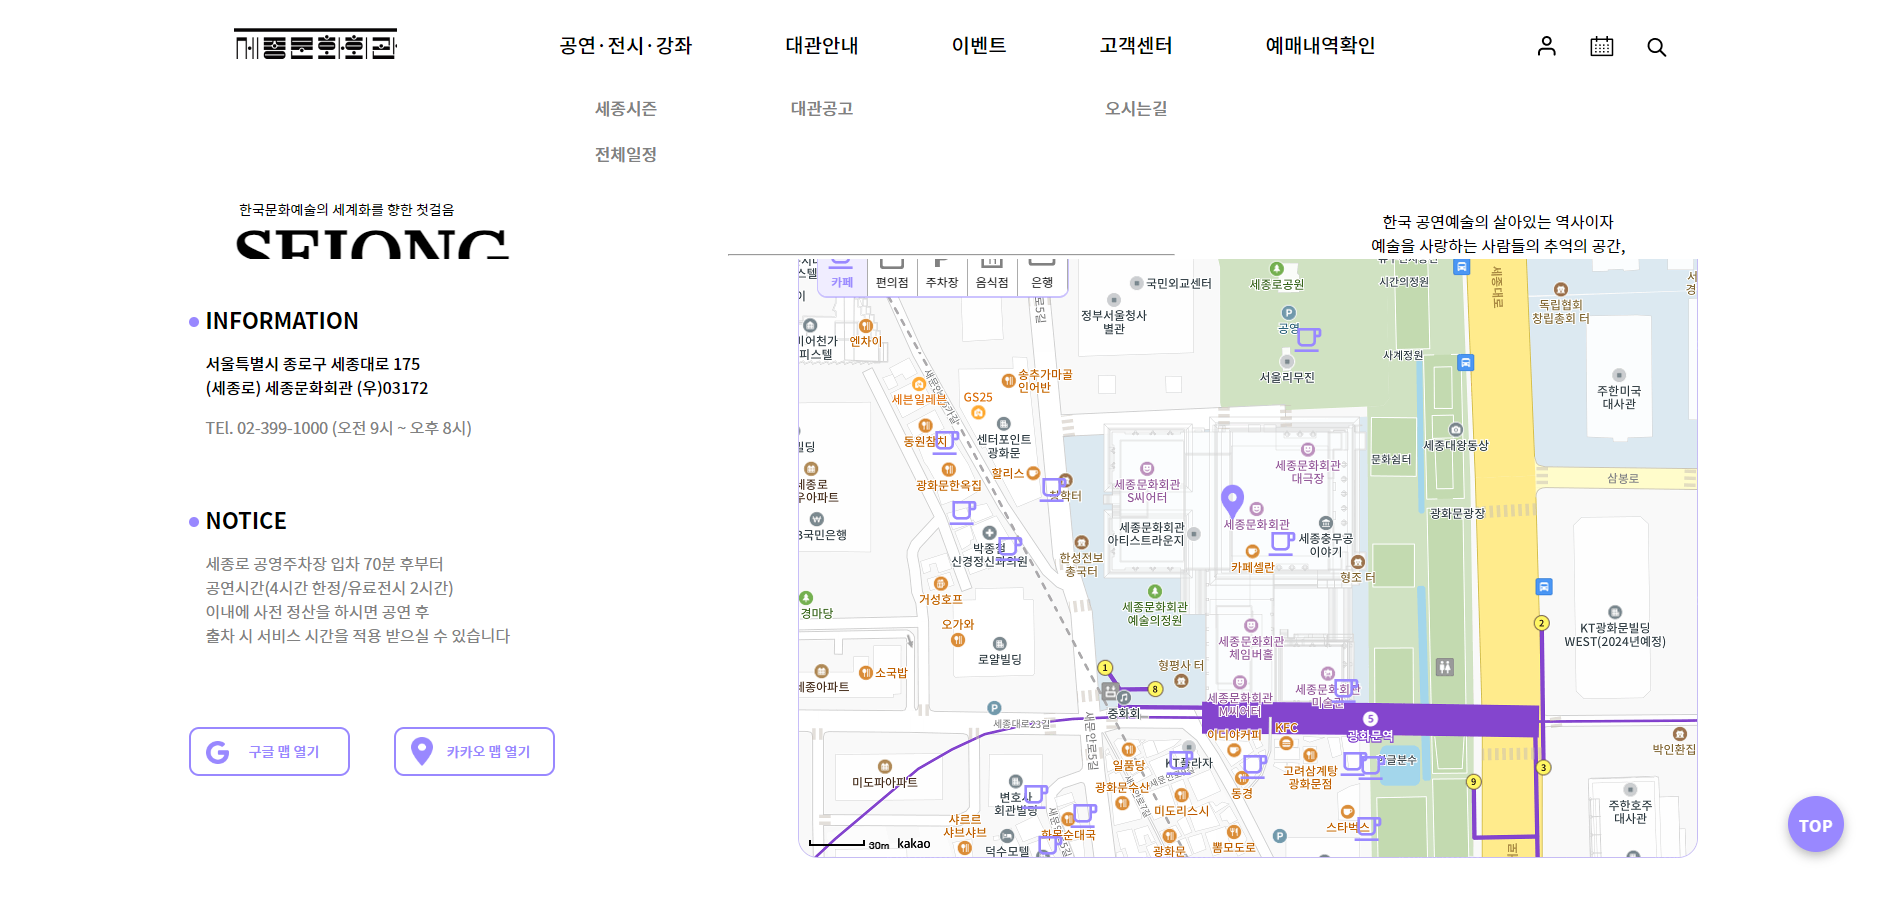 세종문화회관
공연·전시·강좌
대관안내
이벤트
고객센터
예매내역확인
세종시즌
대관공고
오시는길
전체일정
한국문화예술의 세계화를 향한 첫걸음
SEJONG
한국 공연예술의 살아있는 역사이자
예술을 사랑하는 사람들의 추억의 공간,
INFORMATION
서울특별시 종로구 세종대로 175
(세종로) 세종문화회관 (우)03172
TEL. 02-399-1000 (오전 9시 ~ 오후 8시)
NOTICE
세종로 공영주차장 입차 70분 후부터
공연시간(4시간 한정/유료전시 2시간)
이내에 사전 정산을 하시면 공연 후
출차 시 서비스 시간을 적용 받으실 수 있습니다
구글 맵 열기
카카오 맵 열기
카페
편의점
주차장
음식점
은행
국민외교센터
정부서울청사
별관
세종로공원
공영
서울리무진
시간의정원
사계정원
세종대로
독립협회
창립총회 터
주한미국
대사관
세종대왕동상
문화쉼터
광화문광장
삼봉로
엔차이
피스텔
세븐일레븐
GS25
송추가마골
인어반
동원참치
센터포인트
광화문
할리스
광화문한옥집
빌딩
세종로
우아파트
국민은행
박종철
신경정신과의원
한성전보
총국터
세종문화회관
S씨어터
세종문화회관
대극장
세종문화회관
세종문화회관
아티스트라운지
세종충무공
이야기
카페셀란
형조 터
경마당
거성호프
오가와
로얄빌딩
소국밥
세종아파트
세종문화회관
예술의정원
세종문화회관
체임버홀
형평사 터
세종문화회관
M씨어터
세종문화회관
미술관
1
8
2
3
9
5
광화문역
KT광화문빌딩
WEST(2024년예정)
박인환집
중화회
세종대로23길
새문안로5길
미도파아파트
변호사
회관빌딩
샤르르
샤브샤브
덕수모텔
일품당
KT플라자
이디야커피
KFC
고려삼계탕
광화문점
동경
광화문수산
미도리스시
화목순대국
광화문
뽐모도로
스타벅스
한글분수
주한호주
대사관
30m
kakao
TOP